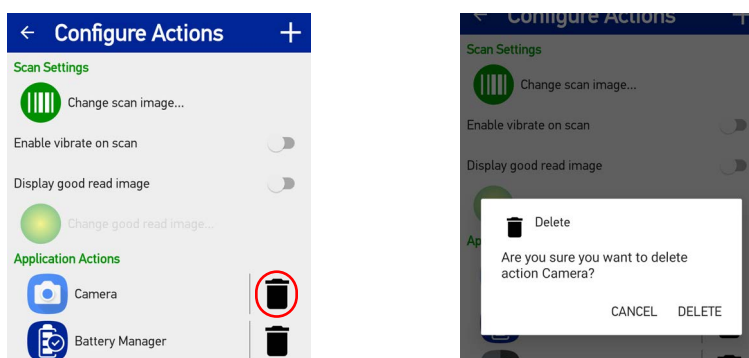 Configure Actions
Scan Settings
Change scan image...
Enable vibrate on scan
Display good read image
Change good read image...
Application Actions
Camera
Battery Manager
Configure Actions
Scan Settings
Change scan image...
Enable vibrate on scan
Display good read image
Ap
Delete
Are you sure you want to delete
action Camera?
CANCEL DELETE